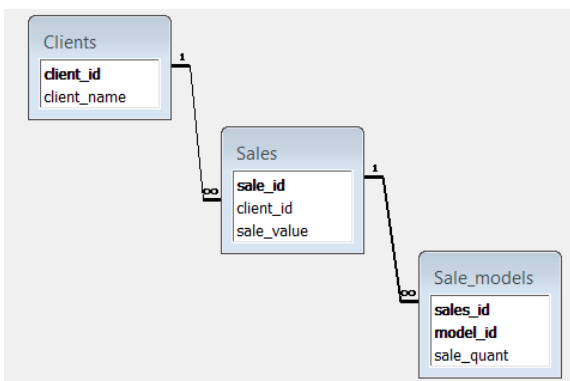 Clients
client_id
client_name
1
∞
Sales
sale_id
client_id
sale_value
1
∞
Sale_models
sales_id
model_id
sale_quant